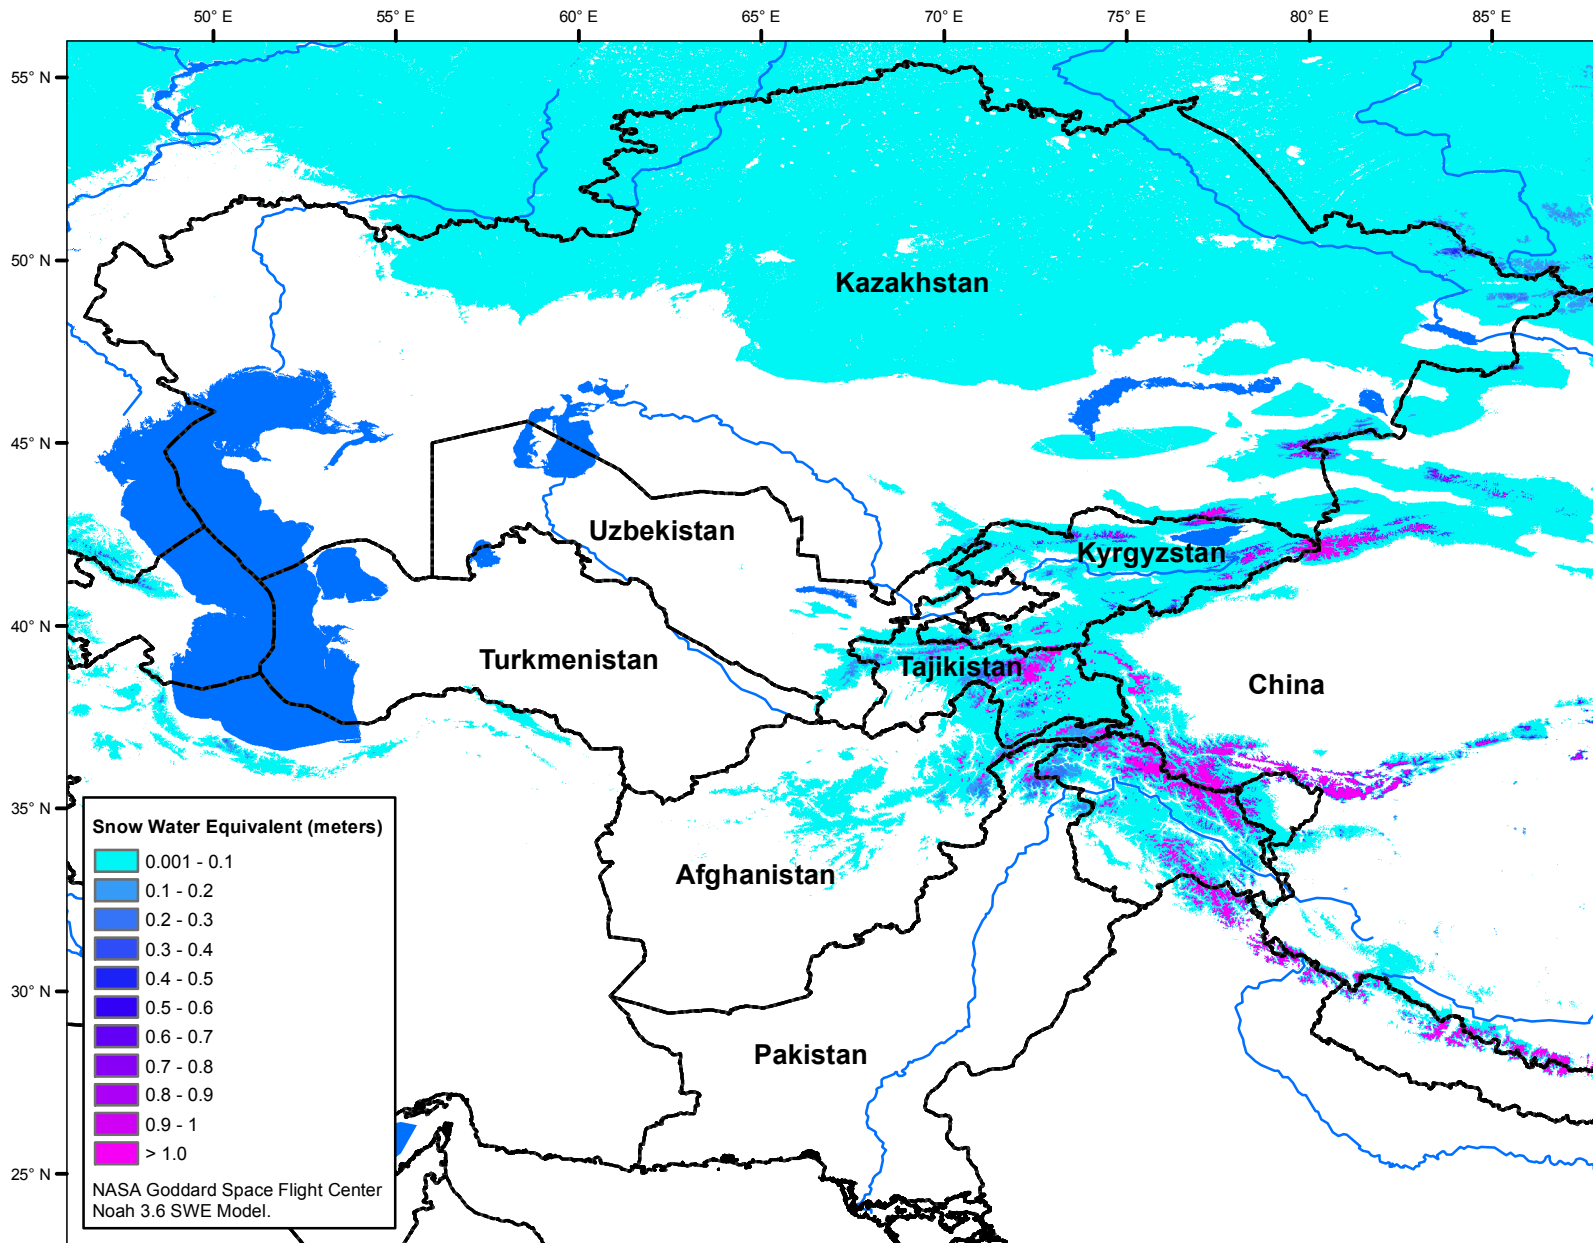 50° E 55° E 60° E 65° E 70° E 75° E 80° E 85° E
55° N
50° N
Kazakhstan
45° N
Uzbekistan
Kyrgyzstan
40° N
Turkmenistan
Tajikistan
China
35° N
Snow Water Equivalent (meters)
0.001 - 0.1
0.1 - 0.2
0.2 - 0.3
0.3 - 0.4
0.4 - 0.5
0.5 - 0.6
0.6 - 0.7
0.7 - 0.8
0.8 - 0.9
0.9 - 1
> 1.0
NASA Goddard Space Flight Center
Noah 3.6 SWE Model.
Afghanistan
30° N
Pakistan
25° N